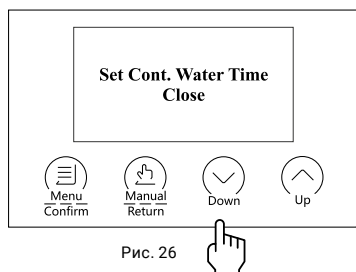 Set Cont. Water Time
Close
Menu
Confirm
Manual
Return
Down
Up
Рис. 26